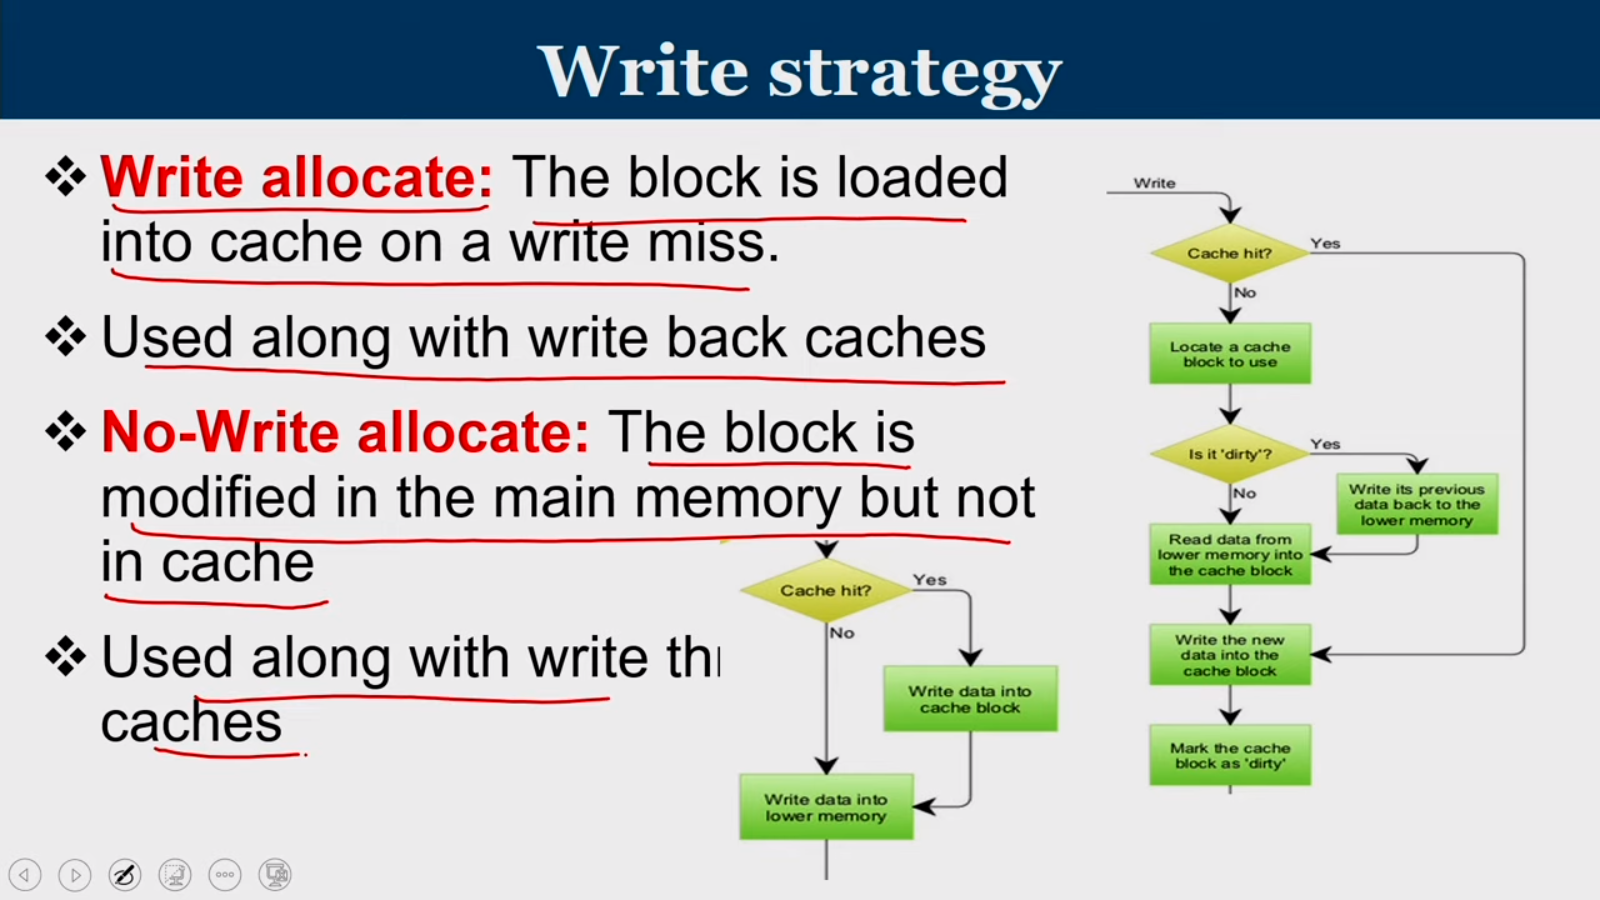 Write strategy
❖ Write allocate: The block is loaded
into cache on a write miss.
❖ Used along with write back caches
❖ No-Write allocate: The block is
modified in the main memory but not
in cache
❖ Used along with write
caches
Cache hit?
Yes
No
Write data into
cache block
Write data into
lower memory
Write
Cache hit?
Yes
No
Locate a cache
block to use
Is it 'dirty'?
Yes
No
Write its previous
data back to the
lower memory
Read data from
lower memory into
the cache block
Write the new
data into the
cache block
Mark the cache
block as 'dirty'